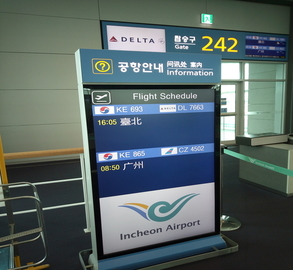 DELTA
탑승구
Gate
242
?
공항안내 问讯处 案内
Information
Flight Schedule
KE 693 DL 7663
16:05 臺北
KE 865 CZ 4502
08:50 广州
Incheon Airport